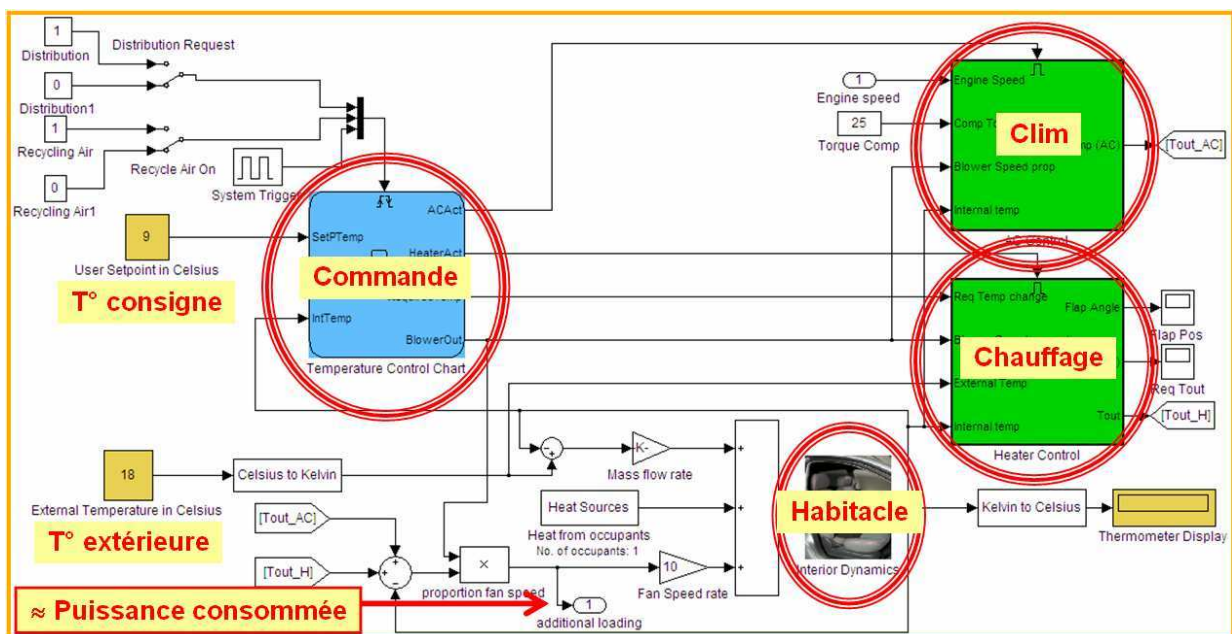 1
Distribution
Distribution Request
0
Distribution1
1
Recycling Air
Recycle Air On
0
Recycling Air1
System Trigger
9
User Setpoint in Celsius
T° consigne
SetPTemp
IntTemp
ACAct
HeaterAct
BlowerOut
Commande
Temperature Control Chart
1
Engine speed
25
Torque Comp
Engine Speed
Comp
Blower Speed prop
Internal temp
(AC)
Clim
AC Control
[Tout_AC]
Req Temp change
External Temp
Internal temp
Flap Angle
Tout
Chauffage
Heater Control
Flap Pos
Req Tout
[Tout_H]
18
External Temperature in Celsius
T° extérieure
Celsius to Kelvin
-
+
K-
Mass flow rate
Heat Sources
Heat from occupants
No. of occupants: 1
[Tout_AC]
[Tout_H]
+
+
-
×
proportion fan speed
10
Fan Speed rate
1
additional loading
≈ Puissance consommée
+
+
+
Habitacle
Interior Dynamics
Kelvin to Celsius
Thermometer Display